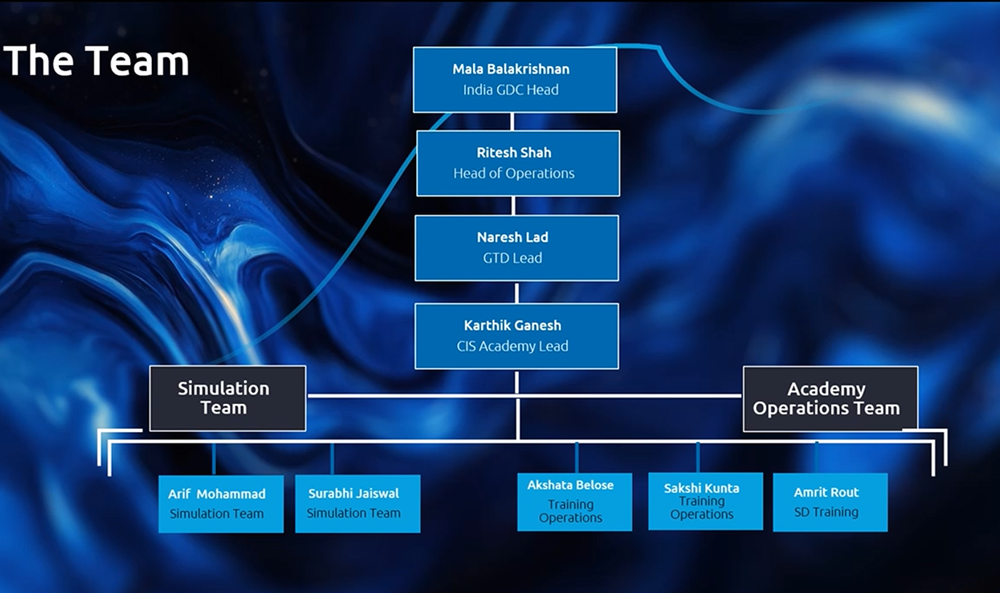 The Team
Mala Balakrishnan
India GDC Head
Ritesh Shah
Head of Operations
Naresh Lad
GTD Lead
Karthik Ganesh
CIS Academy Lead
Simulation
Team
Academy
Operations Team
Arif Mohammad
Simulation Team
Surabhi Jaiswal
Simulation Team
Akshata Belose
Training
Operations
Sakshi Kunta
Training
Operations
Amrit Rout
SD Training